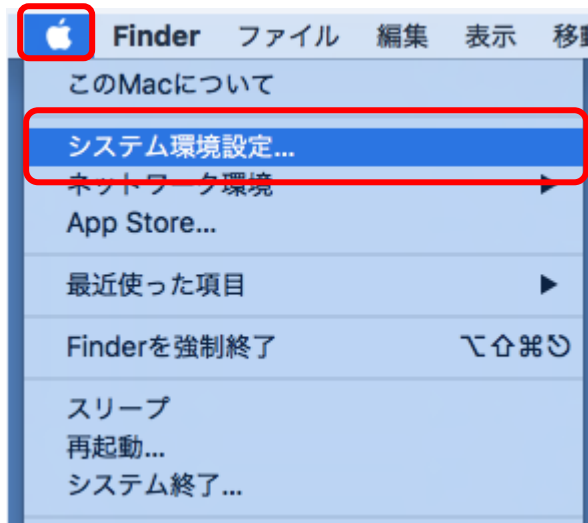 Finder ファイル 編集 表示
このMacについて
システム環境設定...
ネットワーク環境
App Store...
最近使った項目
Finderを強制終了 ⌥⇧⌘⎋
スリープ
再起動...
システム終了...